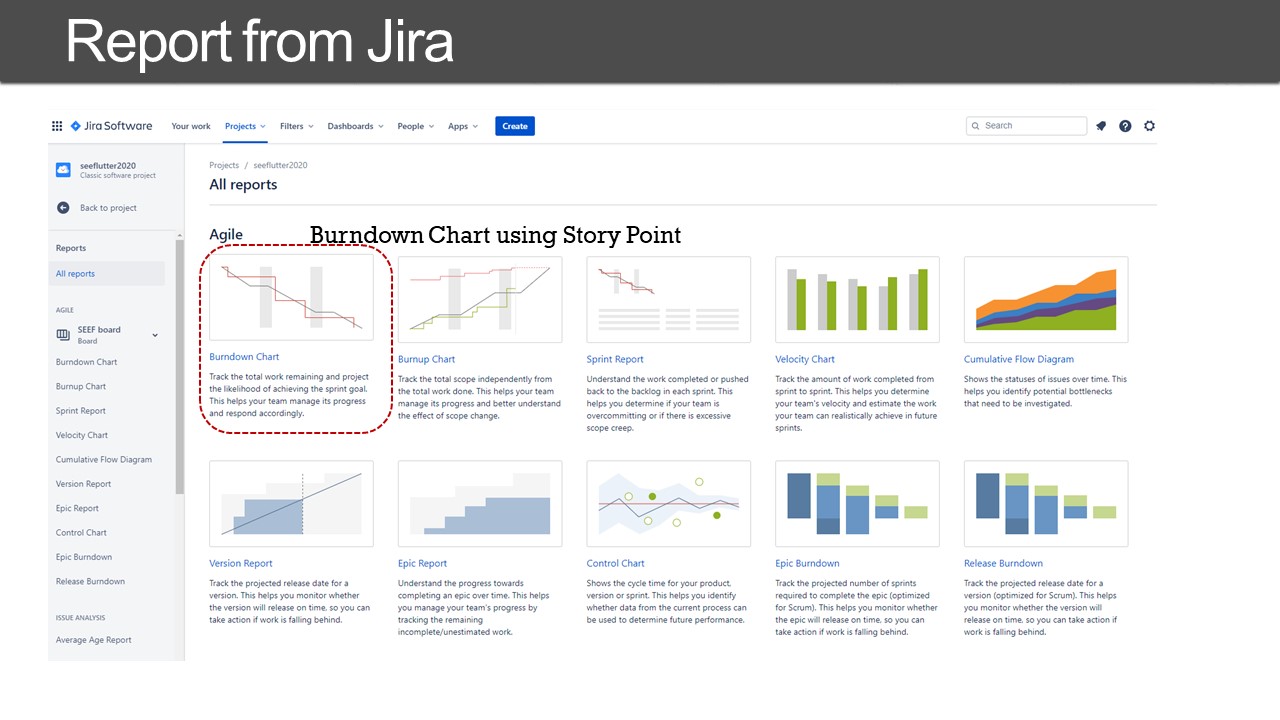 Report from Jira
Jira Software
Your work
Projects
Filters
Dashboards
People
Apps
Create
Search
seeflutter2020
Classic software project
Back to project
Reports
All reports
AGILE
SEEF board
Board
Burndown Chart
Burnup Chart
Sprint Report
Velocity Chart
Cumulative Flow Diagram
Version Report
Epic Report
Control Chart
Epic Burndown
Release Burndown
ISSUE ANALYSIS
Average Age Report
Projects / seeflutter2020
All reports
Agile
Burndown Chart using Story Point
Burndown Chart
Track the total work remaining and project
the likelihood of achieving the sprint goal.
This helps your team manage its progress
and respond accordingly.
Burnup Chart
Track the total scope independently from
the total work done. This helps your team
manage its progress and better understand
the effect of scope change.
Sprint Report
Understand the work completed or pushed
back to the backlog in each sprint. This
helps you determine if your team is
overcommitting or if there is excessive
scope creep.
Velocity Chart
Track the amount of work completed from
sprint to sprint. This helps you determine
your team's velocity and estimate the work
your team can realistically achieve in future
sprints.
Cumulative Flow Diagram
Shows the statuses of issues over time. This
helps you identify potential bottlenecks
that need to be investigated.
Version Report
Track the projected release date for a
version. This helps you monitor whether
the version will release on time, so you can
take action if work is falling behind.
Epic Report
Understand the progress towards
completing an epic over time. This helps
you manage your team's progress by
tracking the remaining
incomplete/unestimated work.
Control Chart
Shows the cycle time for your product,
version or sprint. This helps you identify
whether data from the current process can
be used to determine future performance.
Epic Burndown
Track the projected number of sprints
required to complete the epic (optimized
for Scrum). This helps you monitor whether
the epic will release on time, so you can
take action if work is falling behind.
Release Burndown
Track the projected release date for a
version (optimized for Scrum). This helps
you monitor whether the version will
release on time, so you can take action if
work is falling behind.